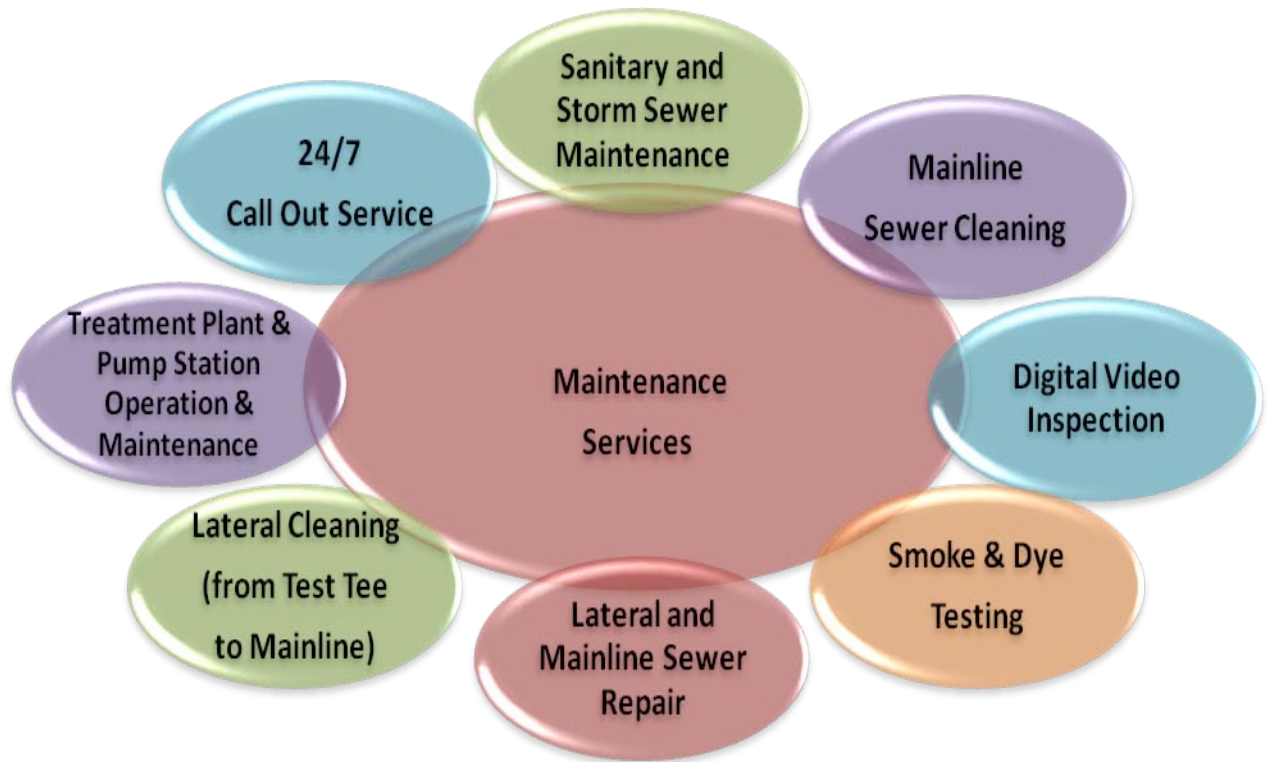 Sanitary and
Storm Sewer
Maintenance
Mainline
Sewer Cleaning
Digital Video
Inspection
Smoke & Dye
Testing
Lateral and
Mainline Sewer
Repair
Lateral Cleaning
(from Test Tee
to Mainline)
Treatment Plant &
Pump Station
Operation &
Maintenance
24/7
Call Out Service
Maintenance
Services